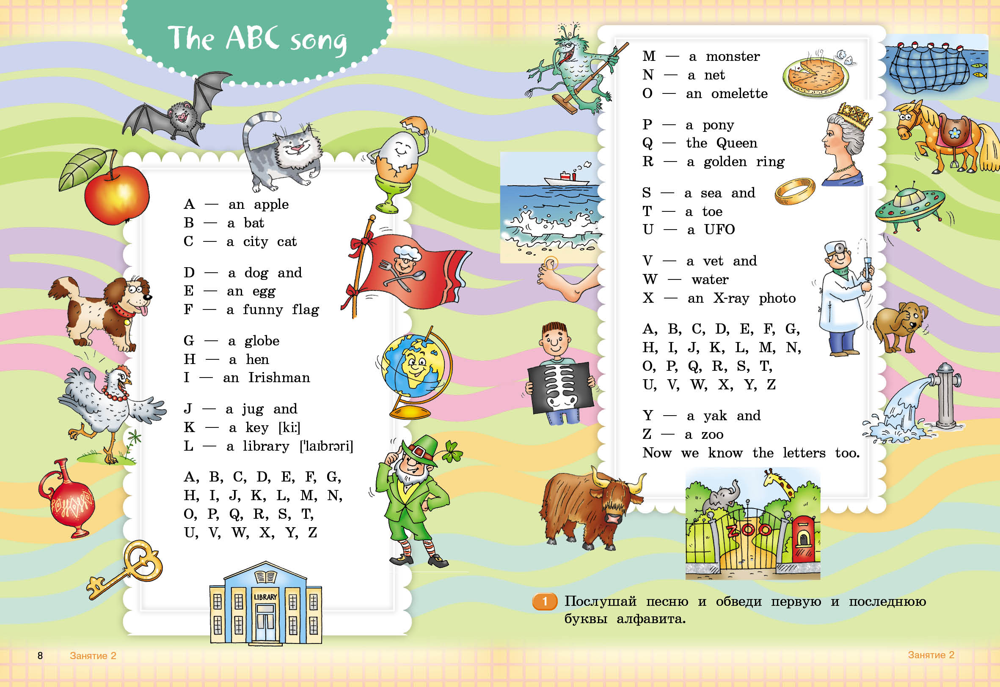 The ABC song
A — an apple
B — a bat
C — a city cat
D — a dog and
E — an egg
F — a funny flag
G — a globe
H — a hen
I — an Irishman
J — a jug and
K — a key [ki:]
L — a library [ˈlaɪbrəri]
A, B, C, D, E, F, G,
H, I, J, K, L, M, N,
O, P, Q, R, S, T,
U, V, W, X, Y, Z
LIBRARY
8 Занятие 2
M — a monster
N — a net
O — an omelette
P — a pony
Q — the Queen
R — a golden ring
S — a sea and
T — a toe
U — a UFO
V — a vet and
W — water
X — an X-ray photo
A, B, C, D, E, F, G,
H, I, J, K, L, M, N,
O, P, Q, R, S, T,
U, V, W, X, Y, Z
Y — a yak and
Z — a zoo
Now we know the letters too.
ZOO
1 Послушай песню и обведи первую и последнюю
буквы алфавита.
Занятие 2